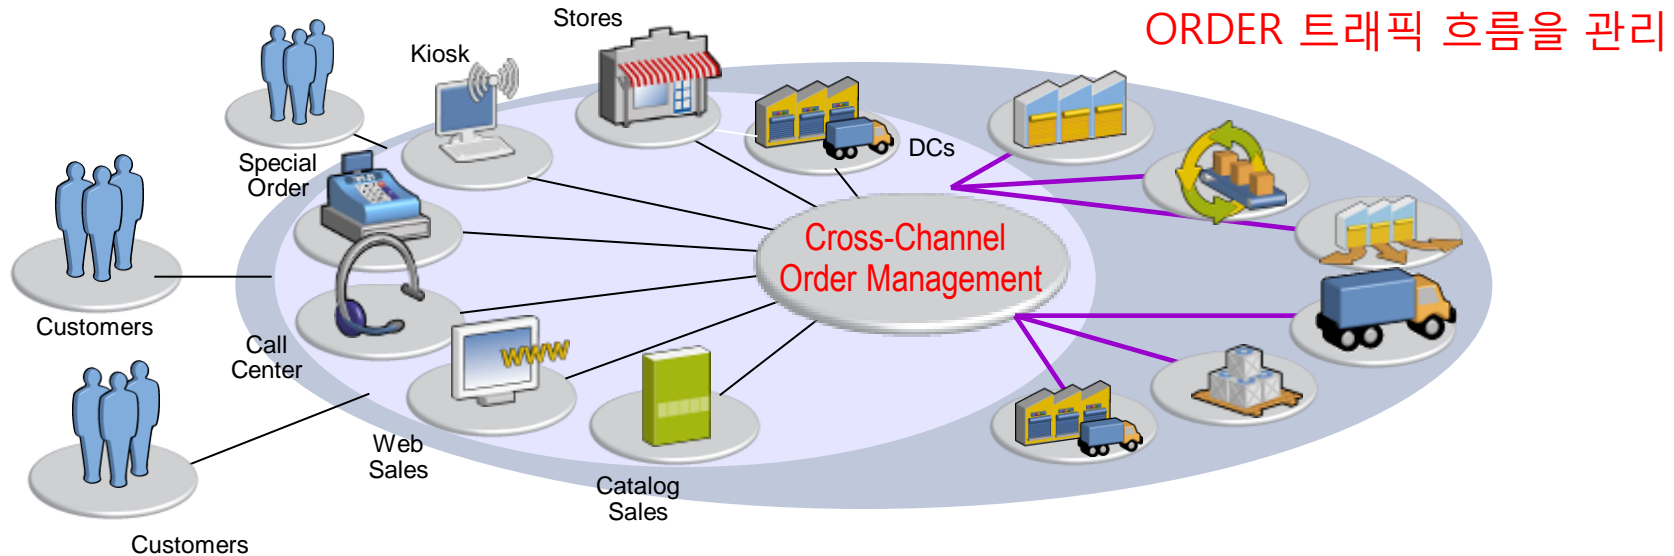 Stores
ORDER 트래픽 흐름을 관리
Kiosk
DCs
Special
Order
Cross-Channel
Order Management
Customers
Call
Center
www
Web
Sales
Catalog
Sales
Customers